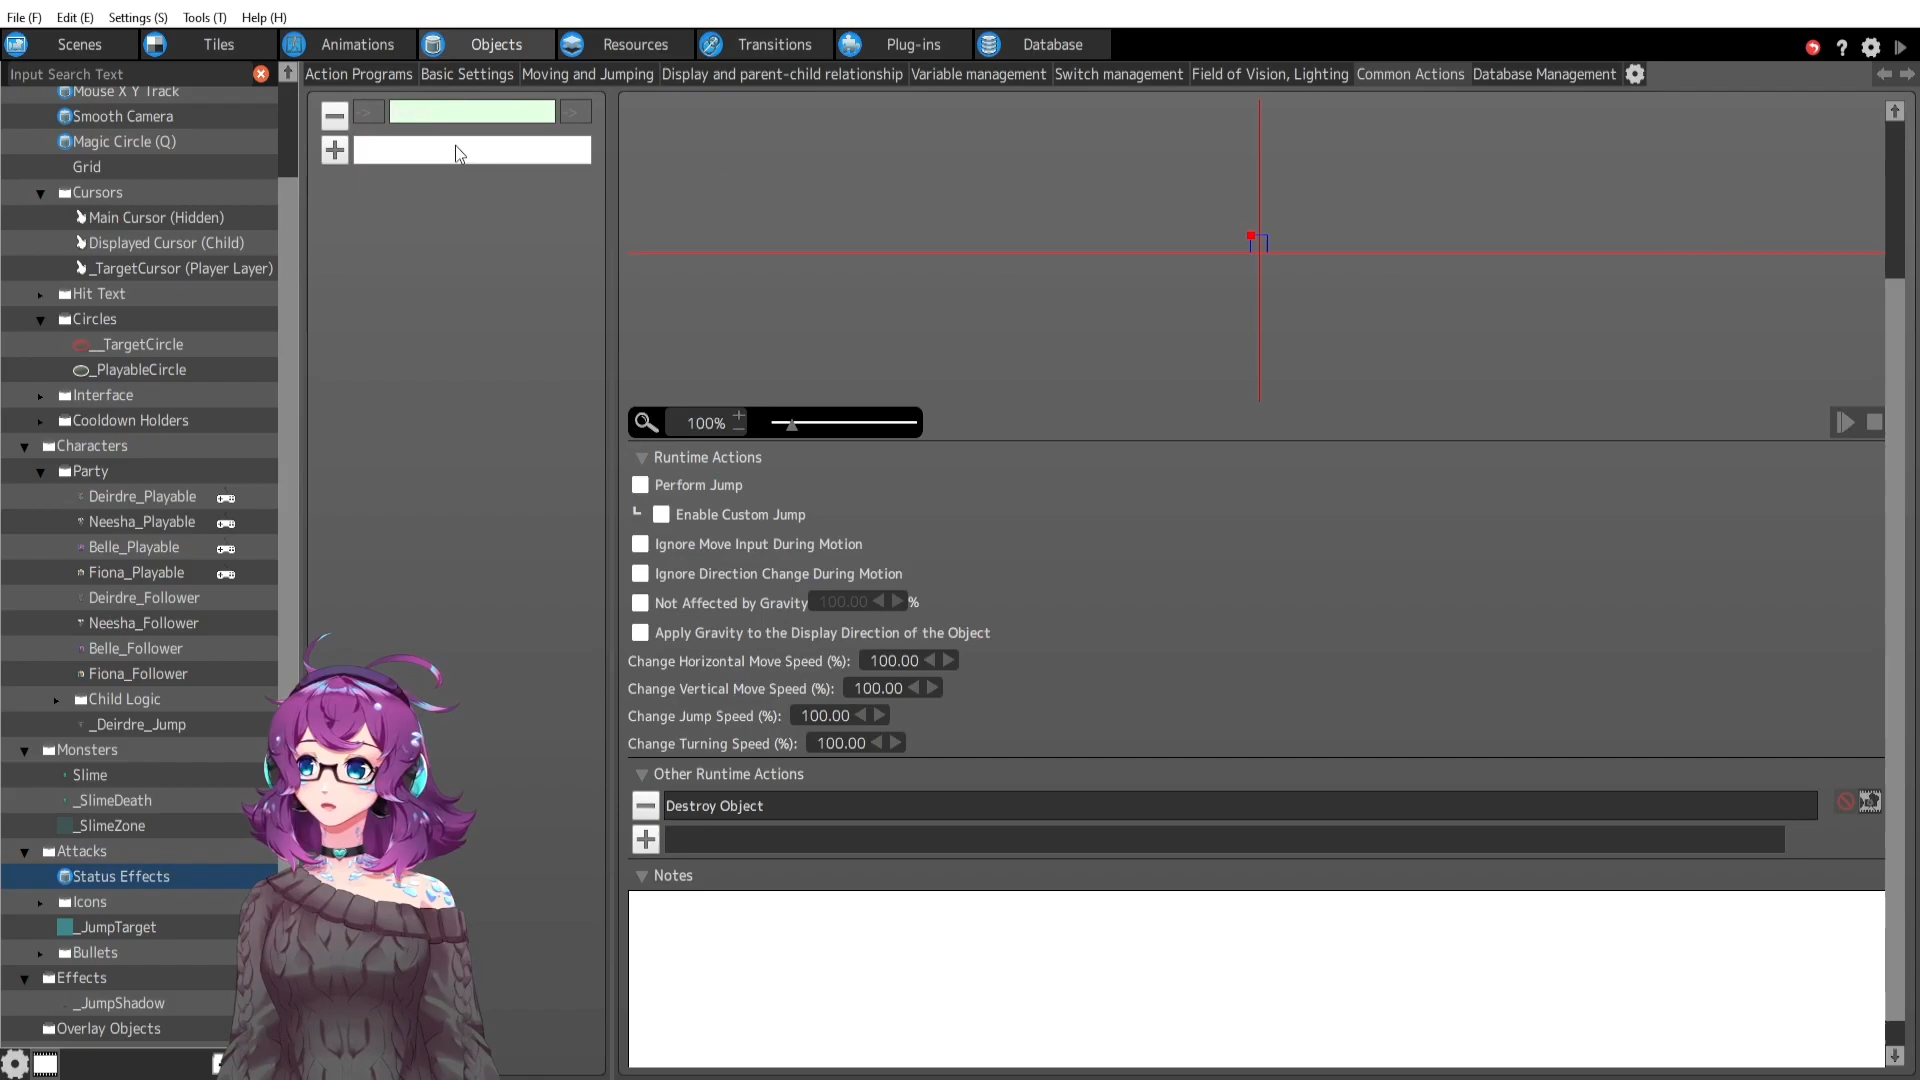 File (F) Edit (E) Settings (S) Tools (T) Help (H)
Scenes Tiles Animations Objects Resources Transitions Plug-ins Database
Input Search Text
Action Programs Basic Settings Moving and Jumping Display and parent-child relationship Variable management Switch management Field of Vision, Lighting Common Actions Database Management
Mouse X Y Track
Smooth Camera
Magic Circle (Q)
Grid
Cursors
Main Cursor (Hidden)
Displayed Cursor (Child)
_TargetCursor (Player Layer)
Hit Text
Circles
__TargetCircle
_PlayableCircle
Interface
Cooldown Holders
Characters
Party
Deirdre_Playable
Neesha_Playable
Belle_Playable
Fiona_Playable
Deirdre_Follower
Neesha_Follower
Belle_Follower
Fiona_Follower
Child Logic
_Deirdre_Jump
Monsters
Slime
_SlimeDeath
_SlimeZone
Attacks
Status Effects
Icons
_JumpTarget
Bullets
Effects
_JumpShadow
Overlay Objects
-> ->
100%
Runtime Actions
Perform Jump
Enable Custom Jump
Ignore Move Input During Motion
Ignore Direction Change During Motion
Not Affected by Gravity 100.00 %
Apply Gravity to the Display Direction of the Object
Change Horizontal Move Speed (%): 100.00
Change Vertical Move Speed (%): 100.00
Change Jump Speed (%): 100.00
Change Turning Speed (%): 100.00
Other Runtime Actions
Destroy Object
Notes